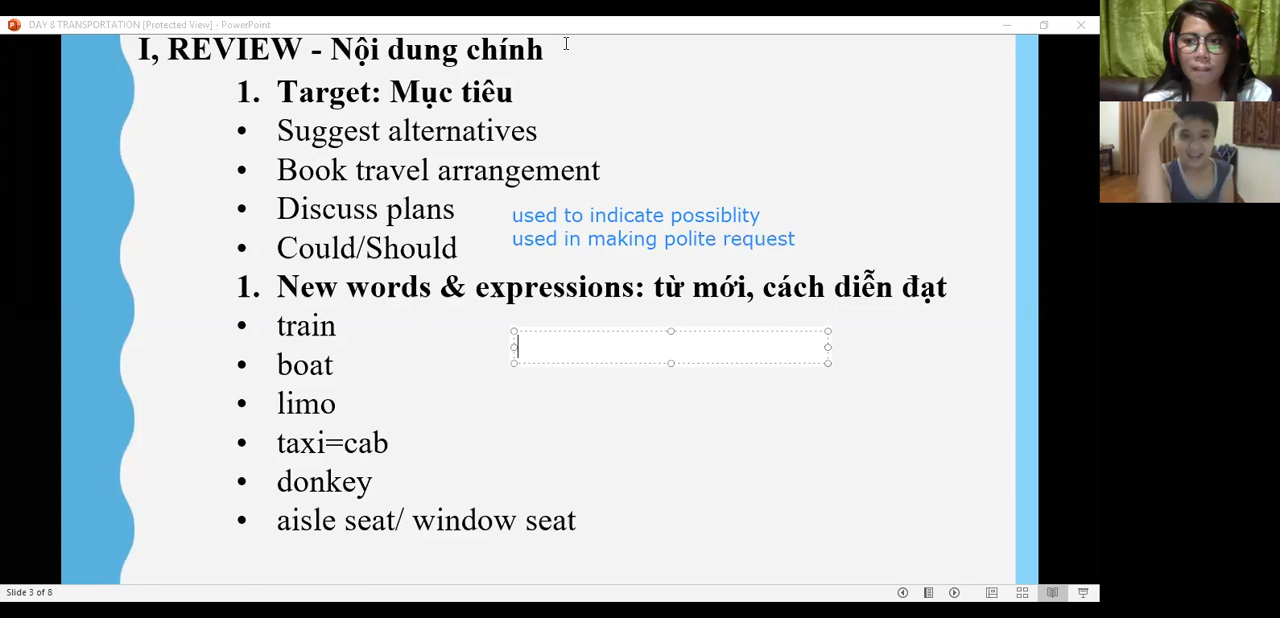 DAY 8 TRANSPORTATION [Protected View] - PowerPoint
I, REVIEW - Nội dung chính
1. Target: Mục tiêu
• Suggest alternatives
• Book travel arrangement
• Discuss plans
used to indicate possiblity
• Could/Should
used in making polite request
1. New words & expressions: từ mới, cách diễn đạt
• train
• boat
• limo
• taxi=cab
• donkey
• aisle seat/ window seat
Slide 3 of 8